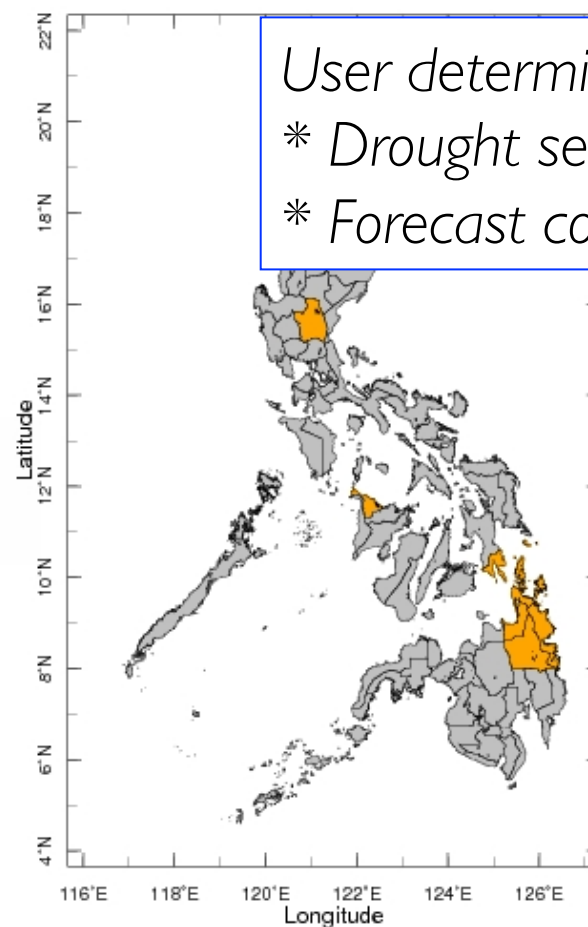 User determi
* Drought se
* Forecast co
22°N
20°N
18°N
16°N
14°N
12°N
10°N
8°N
6°N
4°N
Latitude
116°E 118°E 120°E 122°E 124°E 126°E
Longitude